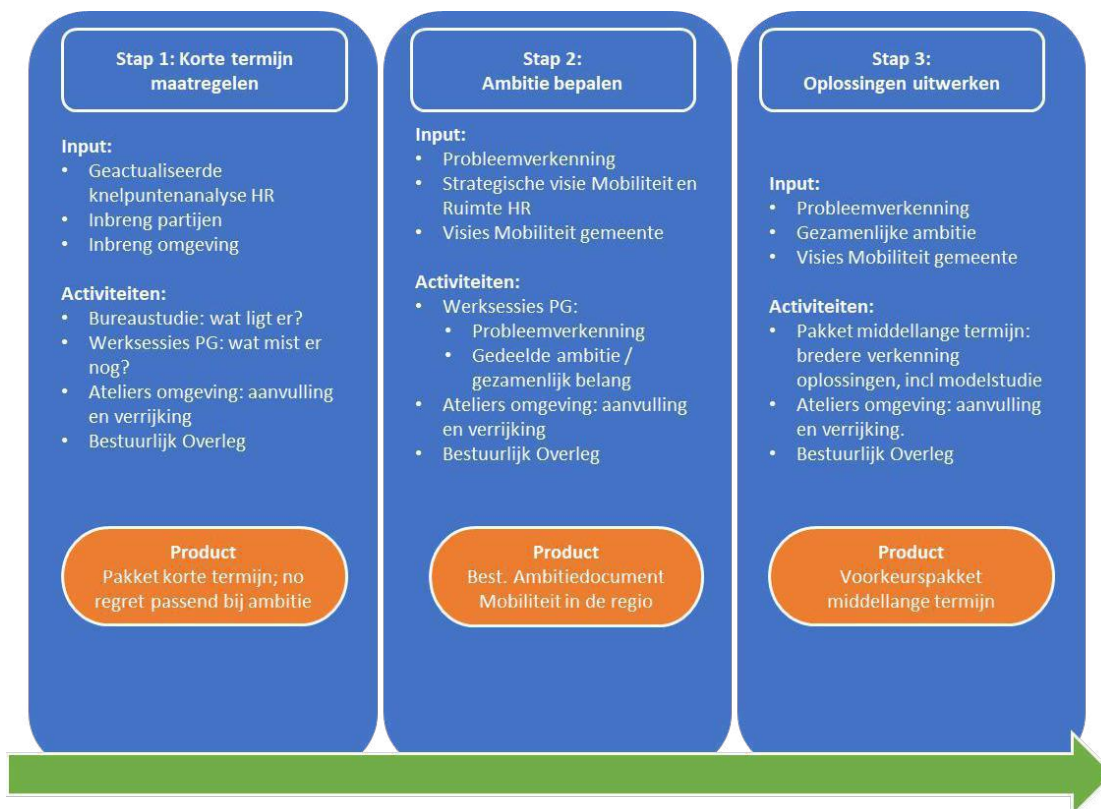 Stap 1: Korte termijn
maatregelen
Input:
• Geactualiseerde
knelpuntenanalyse HR
• Inbreng partijen
• Inbreng omgeving
Activiteiten:
• Bureaustudie: wat ligt er?
• Werksessies PG: wat mist er
nog?
• Ateliers omgeving: aanvulling
en verrijking
• Bestuurlijk Overleg
Product
Pakket korte termijn; no
regret passend bij ambitie
Stap 2:
Ambitie bepalen
Input:
• Probleemverkenning
• Strategische visie Mobiliteit en
Ruimte HR
• Visies Mobiliteit gemeente
Activiteiten:
• Werksessies PG:
• Probleemverkenning
• Gedeelde ambitie /
gezamenlijk belang
• Ateliers omgeving: aanvulling
en verrijking
• Bestuurlijk Overleg
Product
Best. Ambitiedocument
Mobiliteit in de regio
Stap 3:
Oplossingen uitwerken
Input:
• Probleemverkenning
• Gezamenlijke ambitie
• Visies Mobiliteit gemeente
Activiteiten:
• Pakket middellange termijn:
bredere verkenning
oplossingen, incl modelstudie
• Ateliers omgeving: aanvulling
en verrijking.
• Bestuurlijk Overleg
Product
Voorkeurspakket
middellange termijn